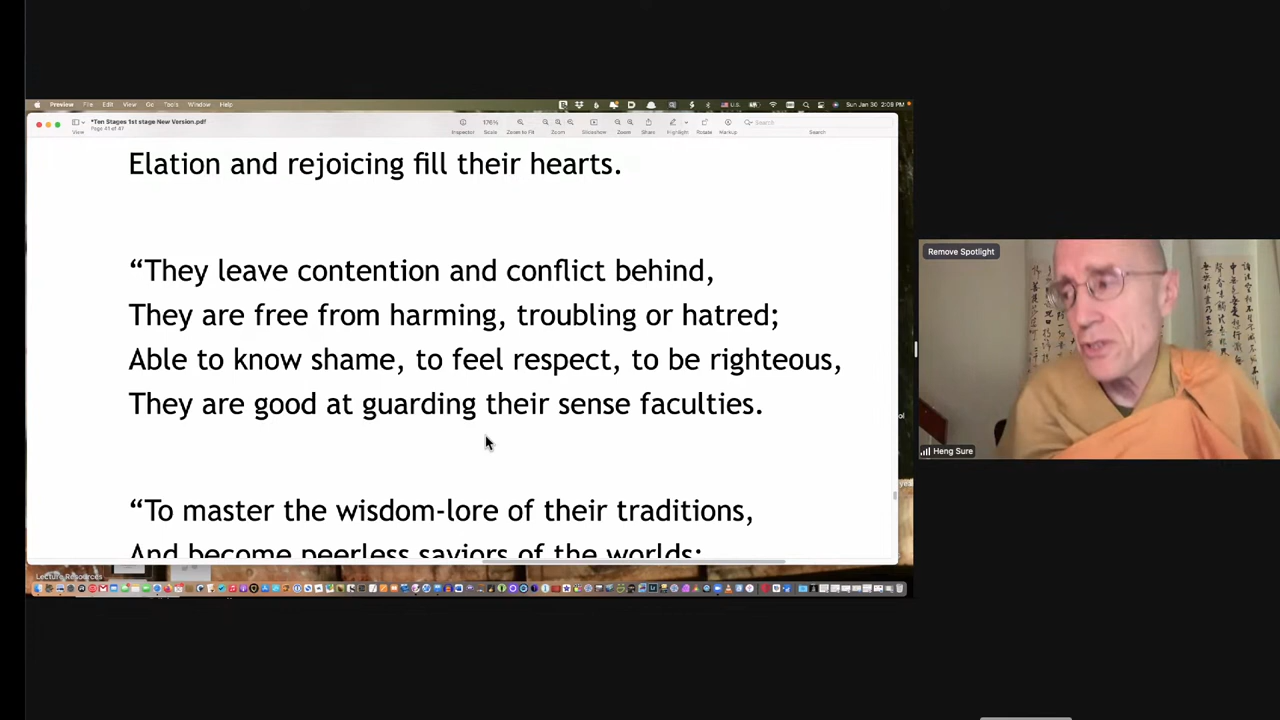 Preview File Edit View Go Tools Window Help
U.S.
Sun Jan 30 2:08 PM
*Ten Stages 1st stage New Version.pdf
Page 41 of 47
View
Inspector
176%
Scale
Zoom to Fit
Zoom
Slideshow
Zoom
Share
Highlight
Rotate
Markup
Search
Search
Elation and rejoicing fill their hearts.
“They leave contention and conflict behind,
They are free from harming, troubling or hatred;
Able to know shame, to feel respect, to be righteous,
They are good at guarding their sense faculties.
“To master the wisdom-lore of their traditions,
And become peerless saviors of the worlds;
Lecture Resources
Remove Spotlight
Heng Sure